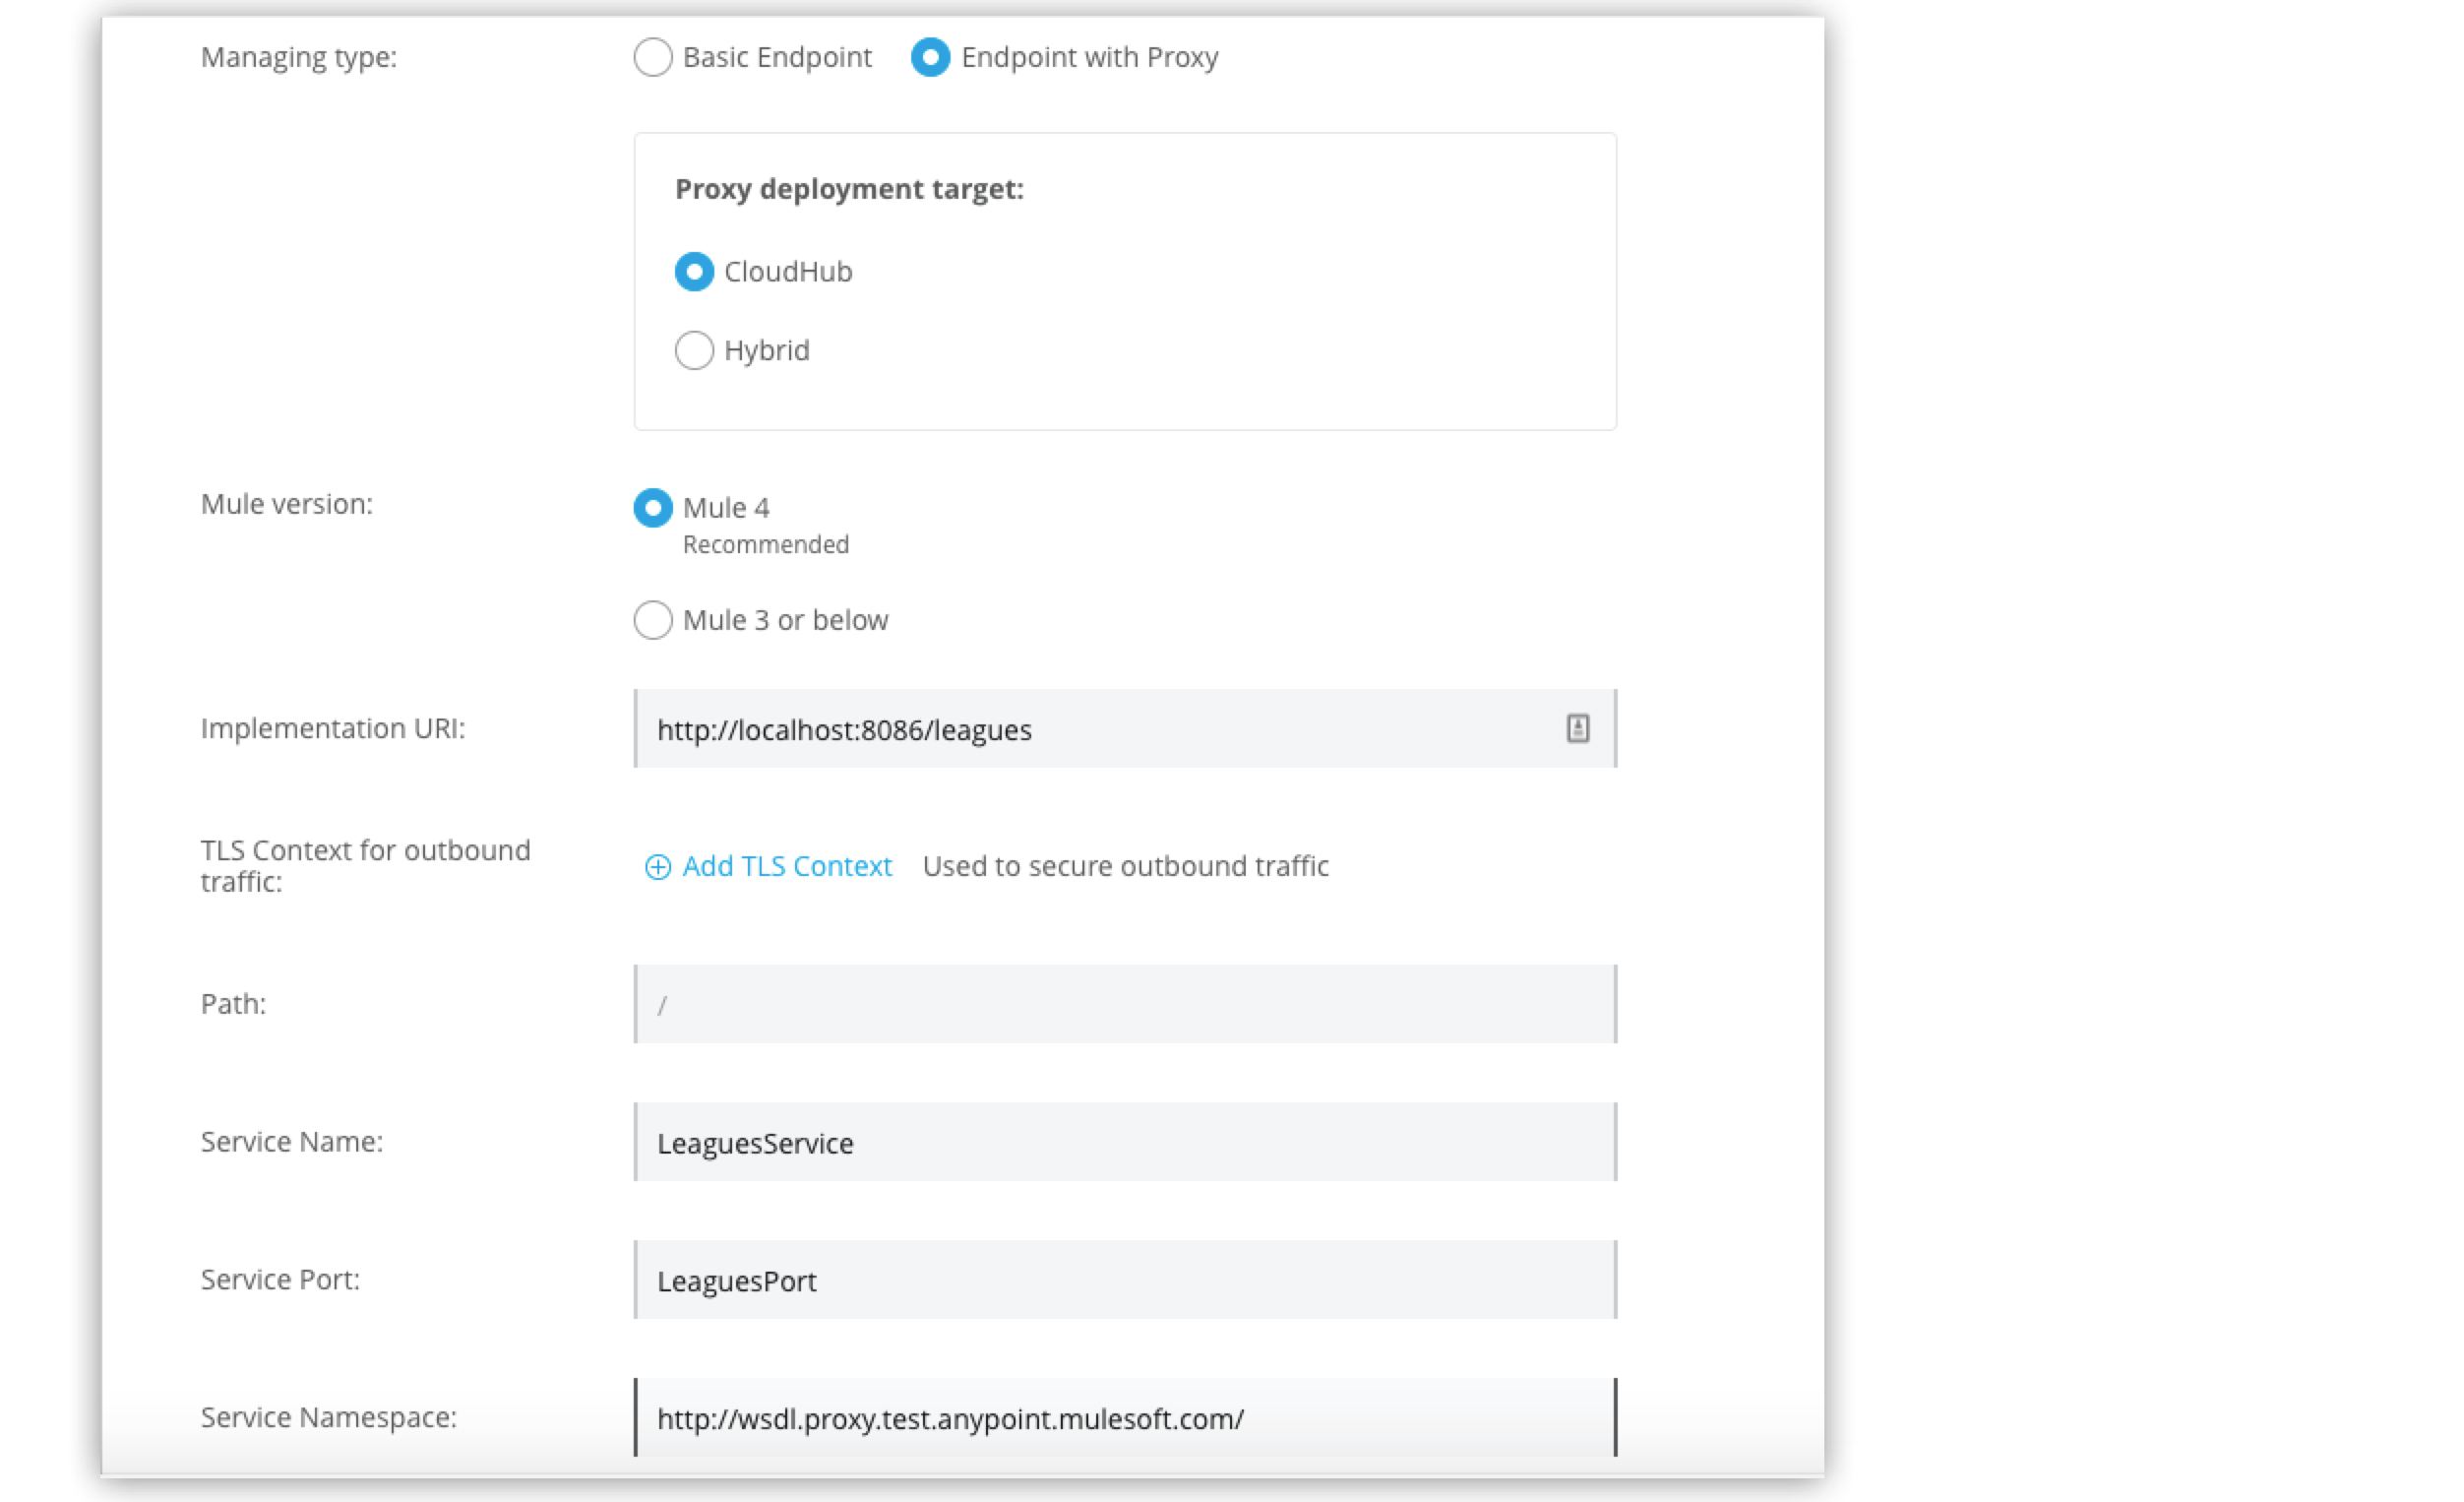 Managing type: Basic Endpoint Endpoint with Proxy
Proxy deployment target:
CloudHub
Hybrid
Mule version: Mule 4
Recommended
Mule 3 or below
Implementation URI: http://localhost:8086/leagues
TLS Context for outbound
traffic:
Add TLS Context Used to secure outbound traffic
Path: /
Service Name: LeaguesService
Service Port: LeaguesPort
Service Namespace: http://wsdl.proxy.test.anypoint.mulesoft.com/